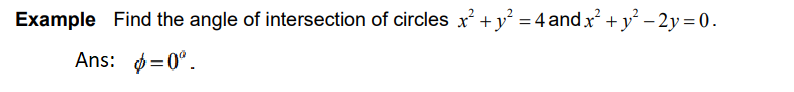 Example Find the angle of intersection of circles x² + y² = 4 and x² + y² – 2y = 0.
Ans: ϕ = 0°.